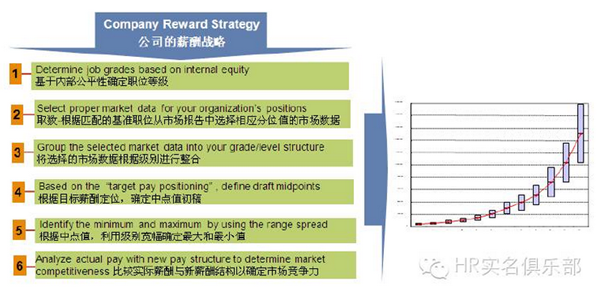 Company Reward Strategy
公司的薪酬战略
1
Determine job grades based on internal equity
基于内部公平性确定职位等级
2
Select proper market data for your organization's positions
取数-根据匹配的基准职位从市场报告中选择相应分位值的市场数据
3
Group the selected market data into your grade/level structure
将选择的市场数据根据级别进行整合
4
Based on the "target pay positioning", define draft midpoints
根据目标薪酬定位，确定中点值初稿
5
Identify the minimum and maximum by using the range spread
根据中点值，利用级别宽幅确定最大和最小值
6
Analyze actual pay with new pay structure to determine market
competitiveness 比较实际薪酬与新薪酬结构以确定市场竞争力
HR实名俱乐部